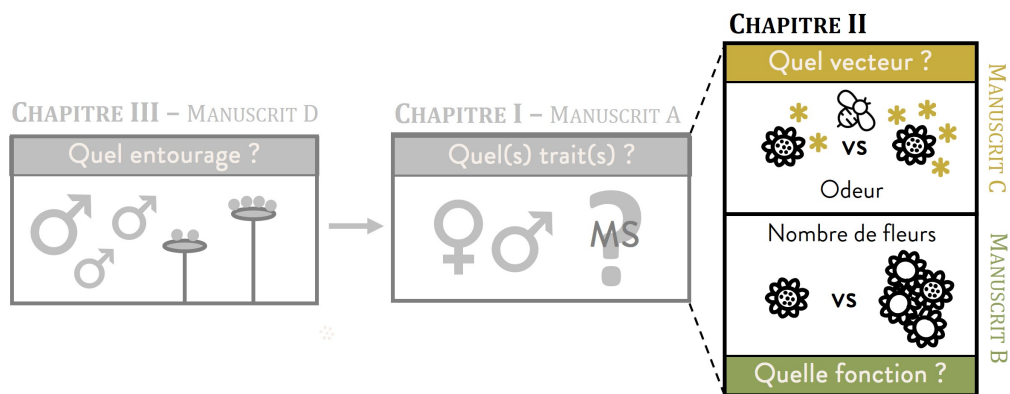 CHAPITRE III – MANUSCRIT D
Quel entourage ?
CHAPITRE I – MANUSCRIT A
Quel(s) trait(s) ?
MS
?
CHAPITRE II
Quel vecteur ?
vs
Odeur
MANUSCRIT C
Nombre de fleurs
vs
Quelle fonction ?
MANUSCRIT B